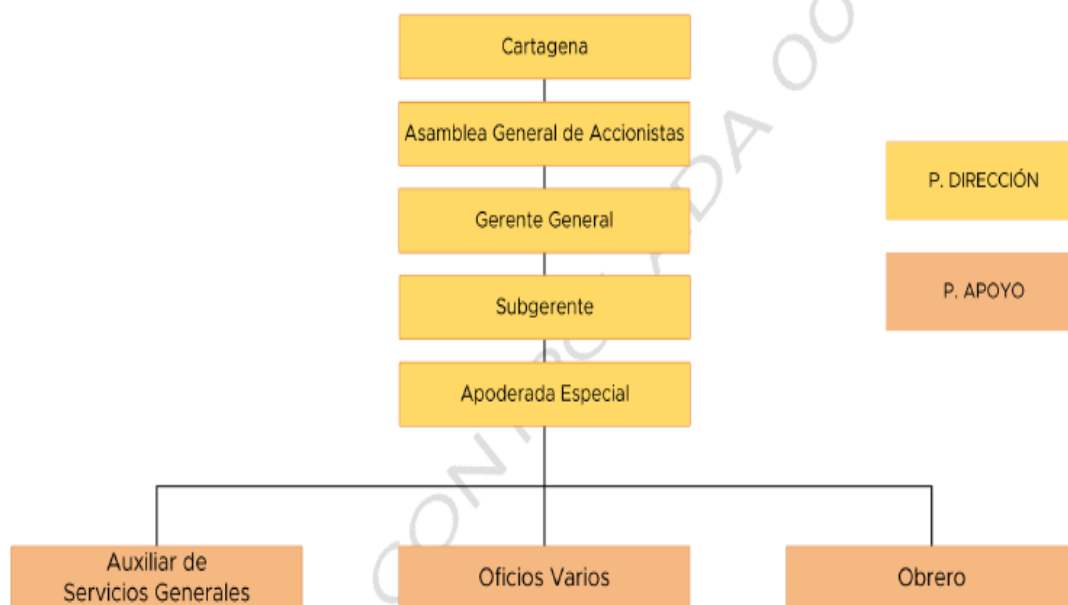 Cartagena
Asamblea General de Accionistas
Gerente General
Subgerente
Apoderada Especial
P. DIRECCIÓN
P. APOYO
Auxiliar de
Servicios Generales
Oficios Varios
Obrero